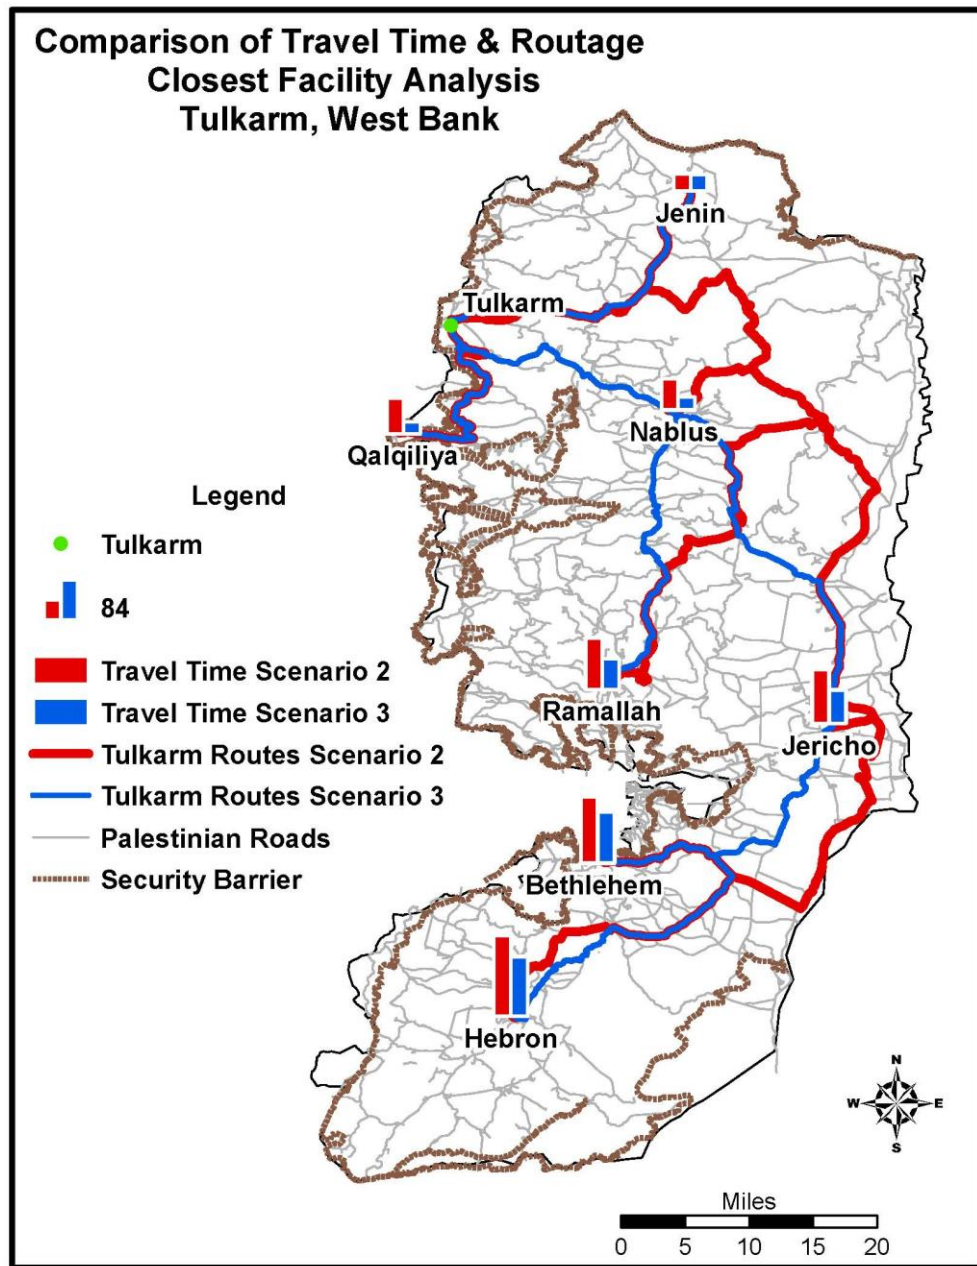 Comparison of Travel Time & Routage
Closest Facility Analysis
Tulkarm, West Bank
Jenin
Tulkarm
Nablus
Qalqiliya
Legend
Tulkarm
84
Travel Time Scenario 2
Travel Time Scenario 3
Tulkarm Routes Scenario 2
Tulkarm Routes Scenario 3
Palestinian Roads
Security Barrier
Ramallah
Jericho
Bethlehem
Hebron
N
W E
S
Miles
0 5 10 15 20